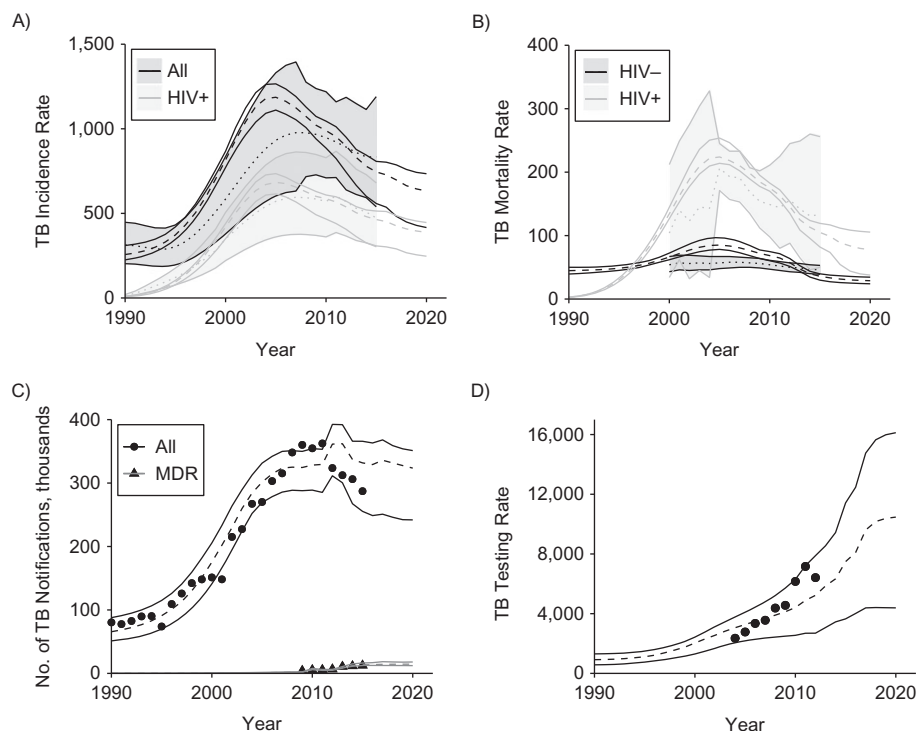 A)
B)
1,500
1,000
500
0
TB Incidence Rate
All
HIV+
1990
2000
2010
2020
Year
400
300
200
100
0
TB Mortality Rate
HIV–
HIV+
1990
2000
2010
2020
Year
C)
D)
400
300
200
100
0
No. of TB Notifications, thousands
All
MDR
1990
2000
2010
2020
Year
16,000
12,000
8,000
4,000
0
TB Testing Rate
1990
2000
2010
2020
Year